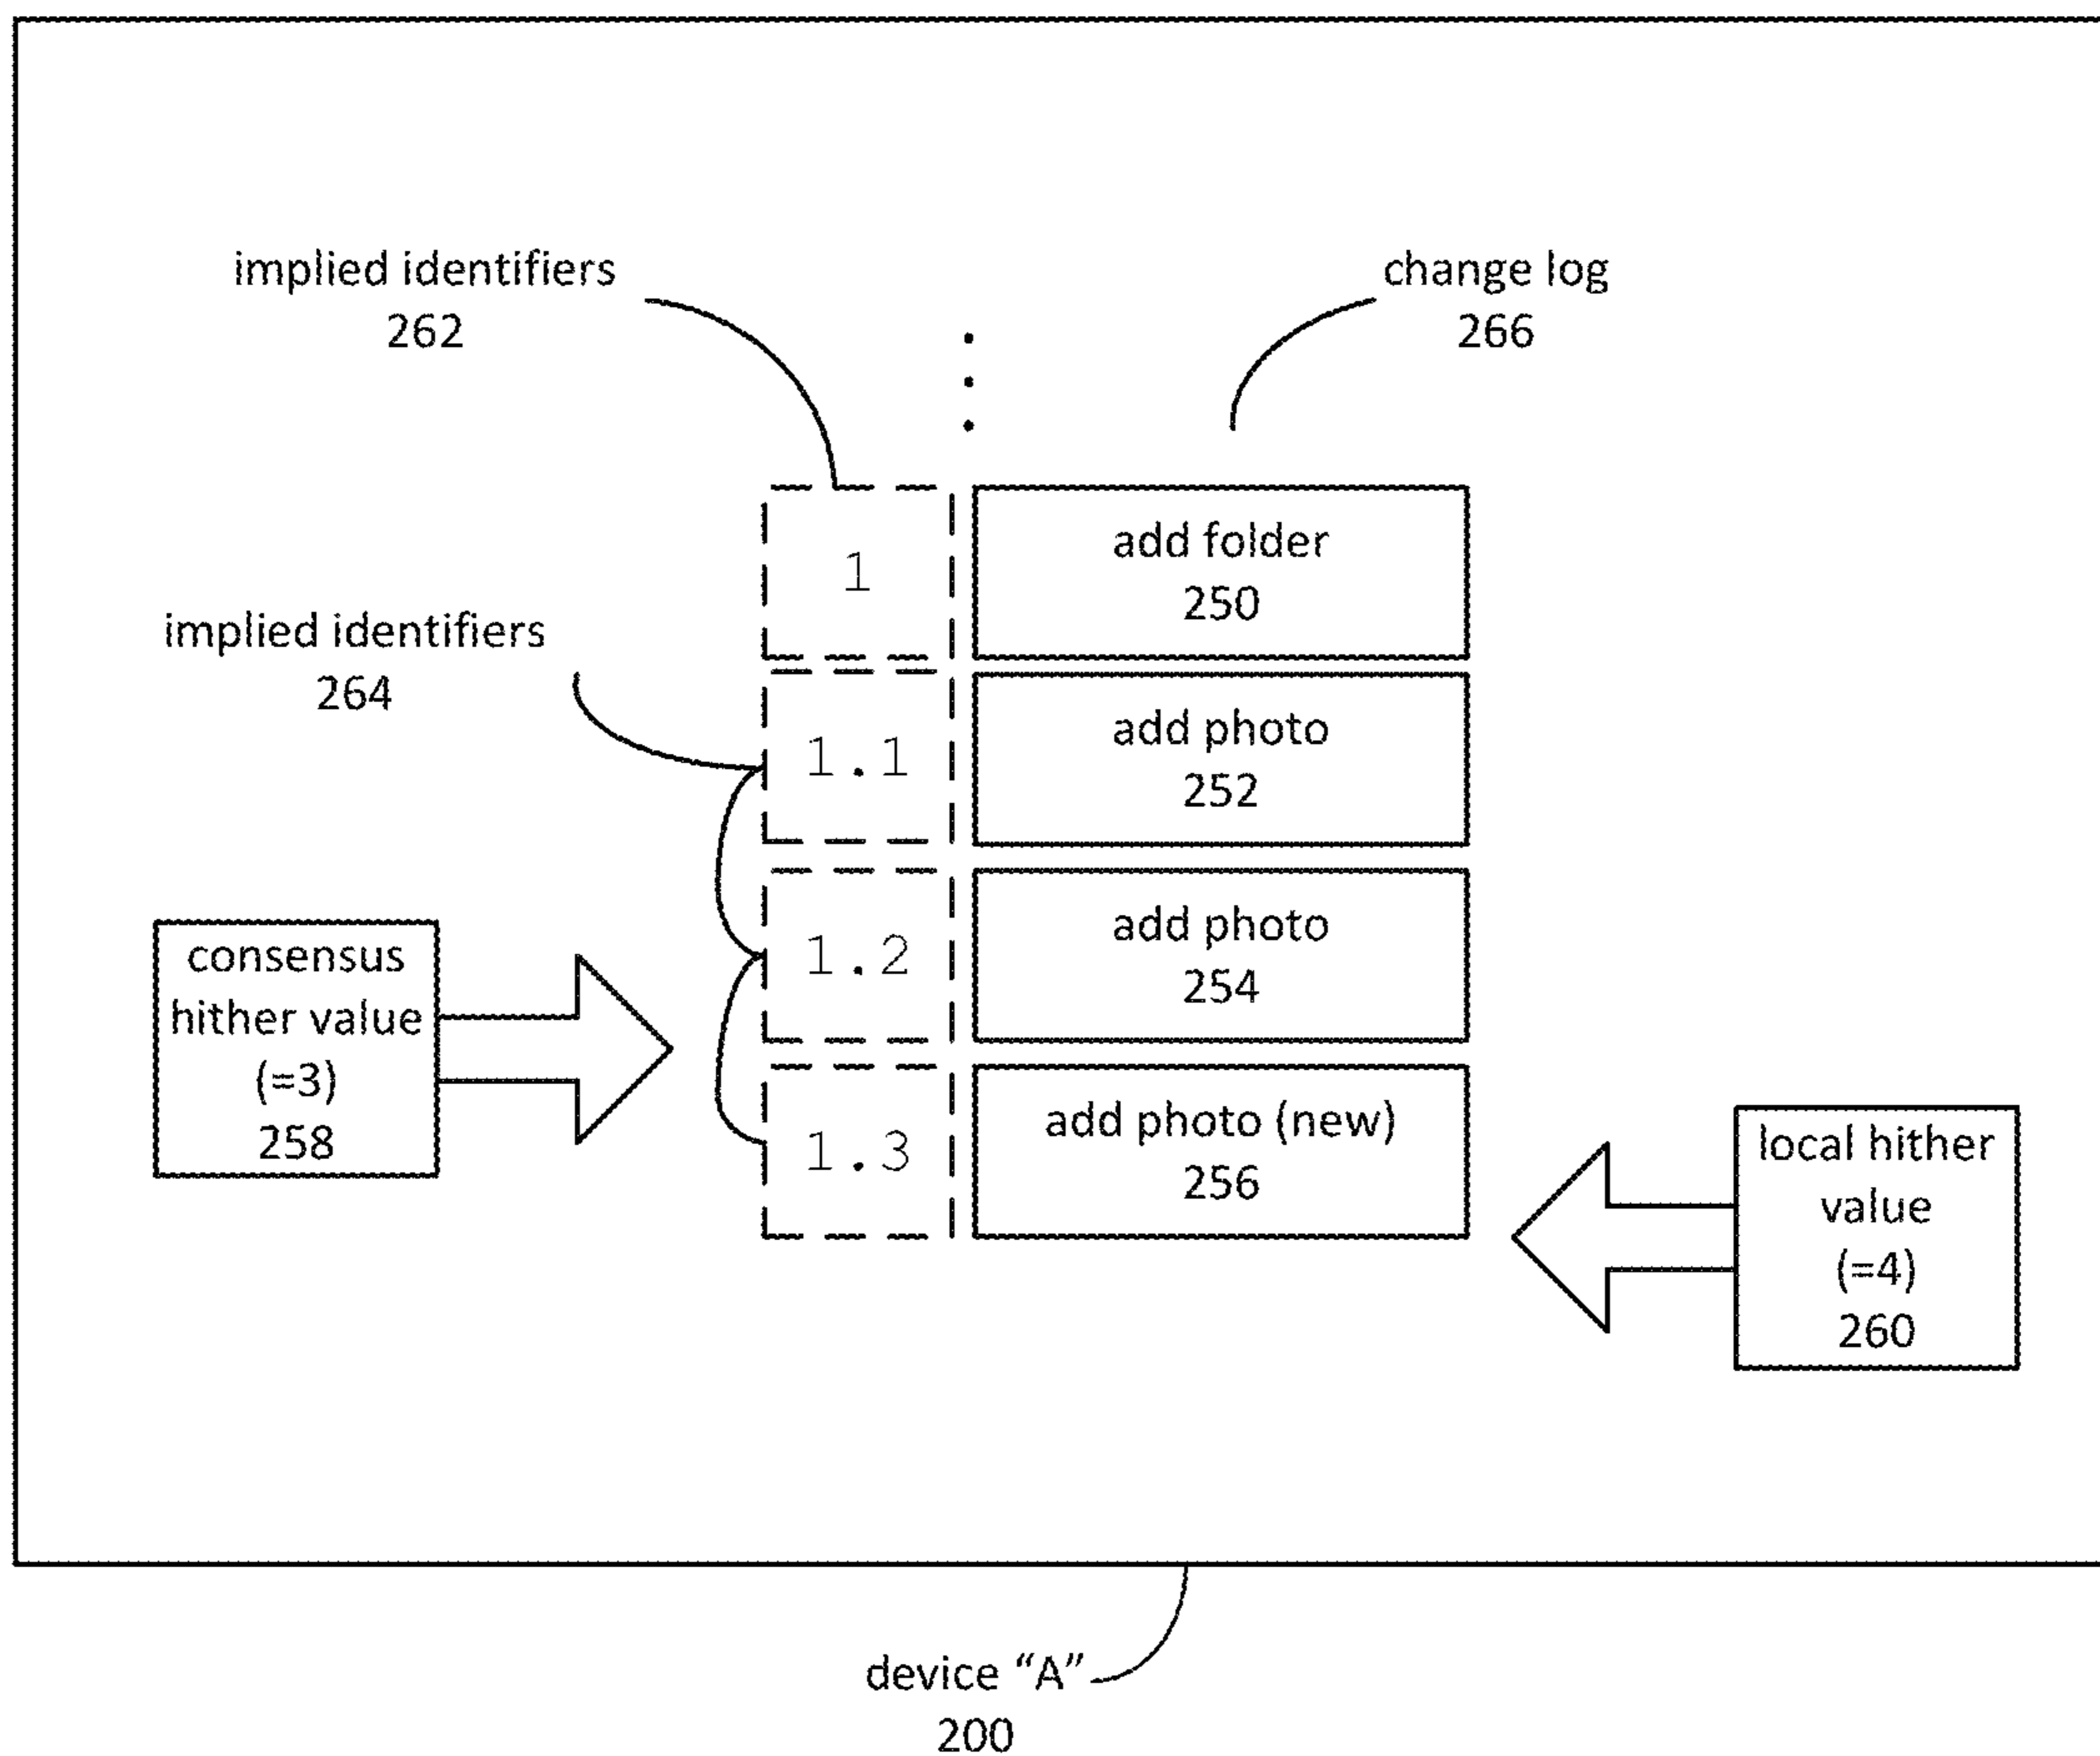 implied identifiers
262
change log
266
1
add folder
250
implied identifiers
264
1.1
add photo
252
1.2
add photo
254
consensus
hither value
(=3)
258
1.3
add photo (new)
256
local hither
value
(=4)
260
device “A”
200